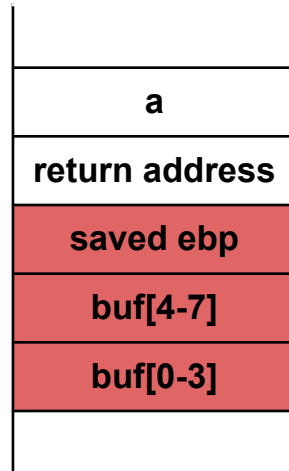 a
return address
saved ebp
buf[4-7]
buf[0-3]